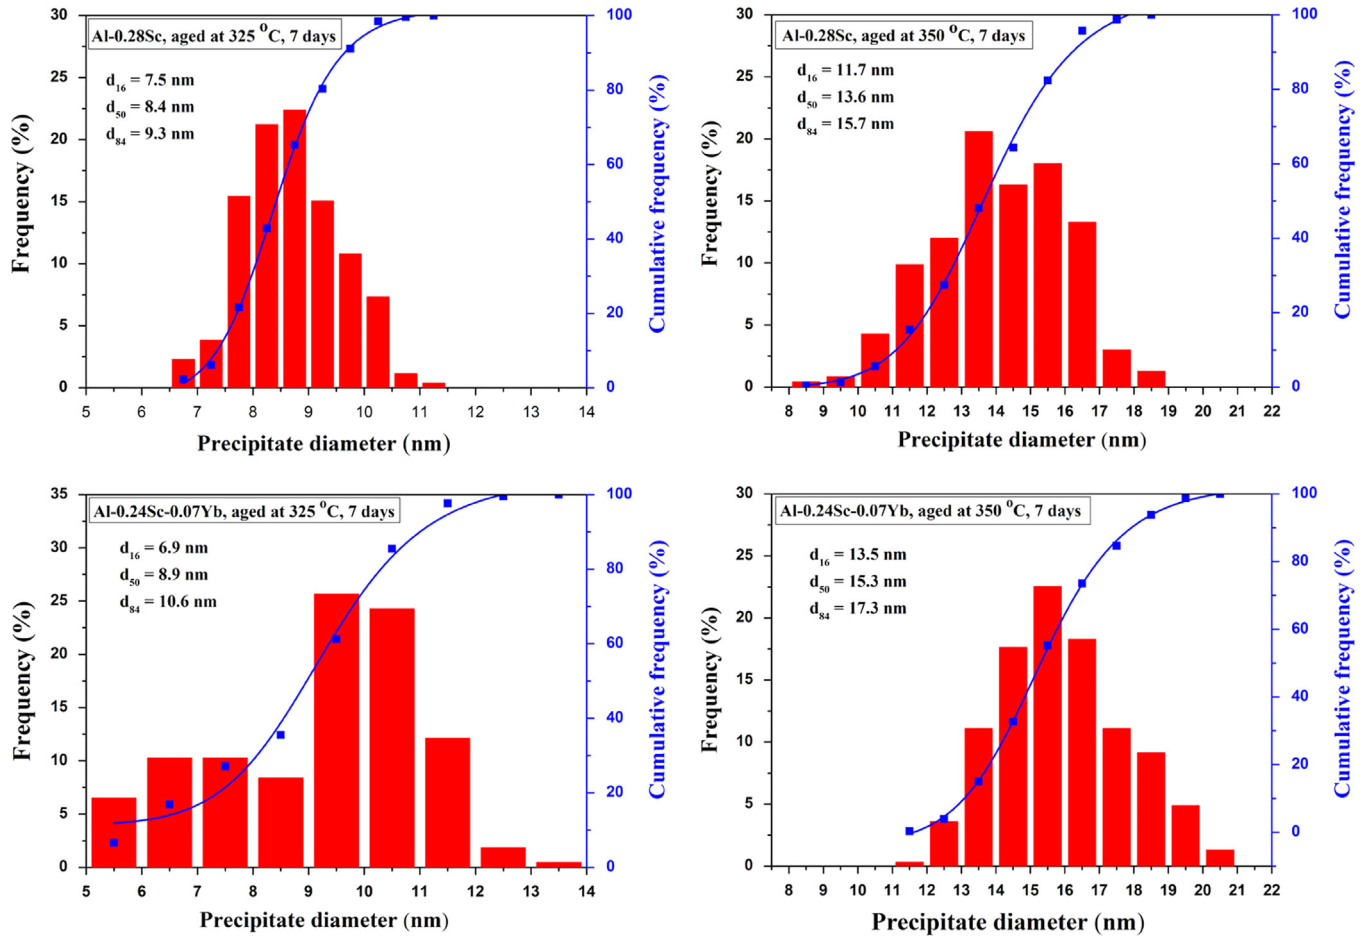 Al-0.28Sc, aged at 325 °C, 7 days
d16 = 7.5 nm
d50 = 8.4 nm
d84 = 9.3 nm
Frequency (%)
0 5 10 15 20 25 30
Cumulative frequency (%)
0 20 40 60 80 100
5 6 7 8 9 10 11 12 13 14
Precipitate diameter (nm)
Al-0.28Sc, aged at 350 °C, 7 days
d16 = 11.7 nm
d50 = 13.6 nm
d84 = 15.7 nm
Frequency (%)
0 5 10 15 20 25 30
Cumulative frequency (%)
0 20 40 60 80 100
8 9 10 11 12 13 14 15 16 17 18 19 20 21 22
Precipitate diameter (nm)
Al-0.24Sc-0.07Yb, aged at 325 °C, 7 days
d16 = 6.9 nm
d50 = 8.9 nm
d84 = 10.6 nm
Frequency (%)
0 5 10 15 20 25 30 35
Cumulative frequency (%)
0 20 40 60 80 100
5 6 7 8 9 10 11 12 13 14
Precipitate diameter (nm)
Al-0.24Sc-0.07Yb, aged at 350 °C, 7 days
d16 = 13.5 nm
d50 = 15.3 nm
d84 = 17.3 nm
Frequency (%)
0 5 10 15 20 25 30
Cumulative frequency (%)
0 20 40 60 80 100
8 9 10 11 12 13 14 15 16 17 18 19 20 21 22
Precipitate diameter (nm)